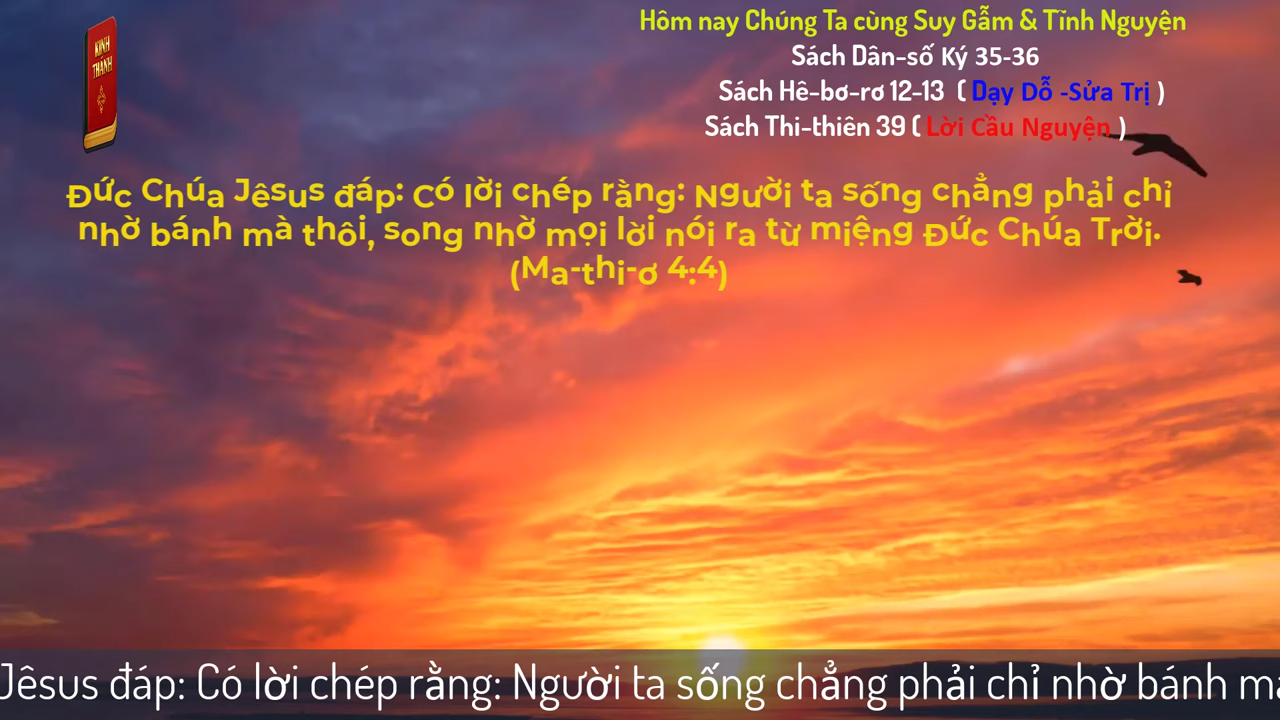 KINH
THÁNH
Hôm nay Chúng Ta cùng Suy Gẫm & Tĩnh Nguyện
Sách Dân-số Ký 35-36
Sách Hê-bơ-rơ 12-13 ( Dạy Dỗ -Sửa Trị )
Sách Thi-thiên 39 ( Lời Cầu Nguyện )
Đức Chúa Jêsus đáp: Có lời chép rằng: Người ta sống chẳng phải chỉ
nhờ bánh mà thôi, song nhờ mọi lời nói ra từ miệng Đức Chúa Trời.
(Ma-thi-ơ 4:4)
Jêsus đáp: Có lời chép rằng: Người ta sống chẳng phải chỉ nhờ bánh mà